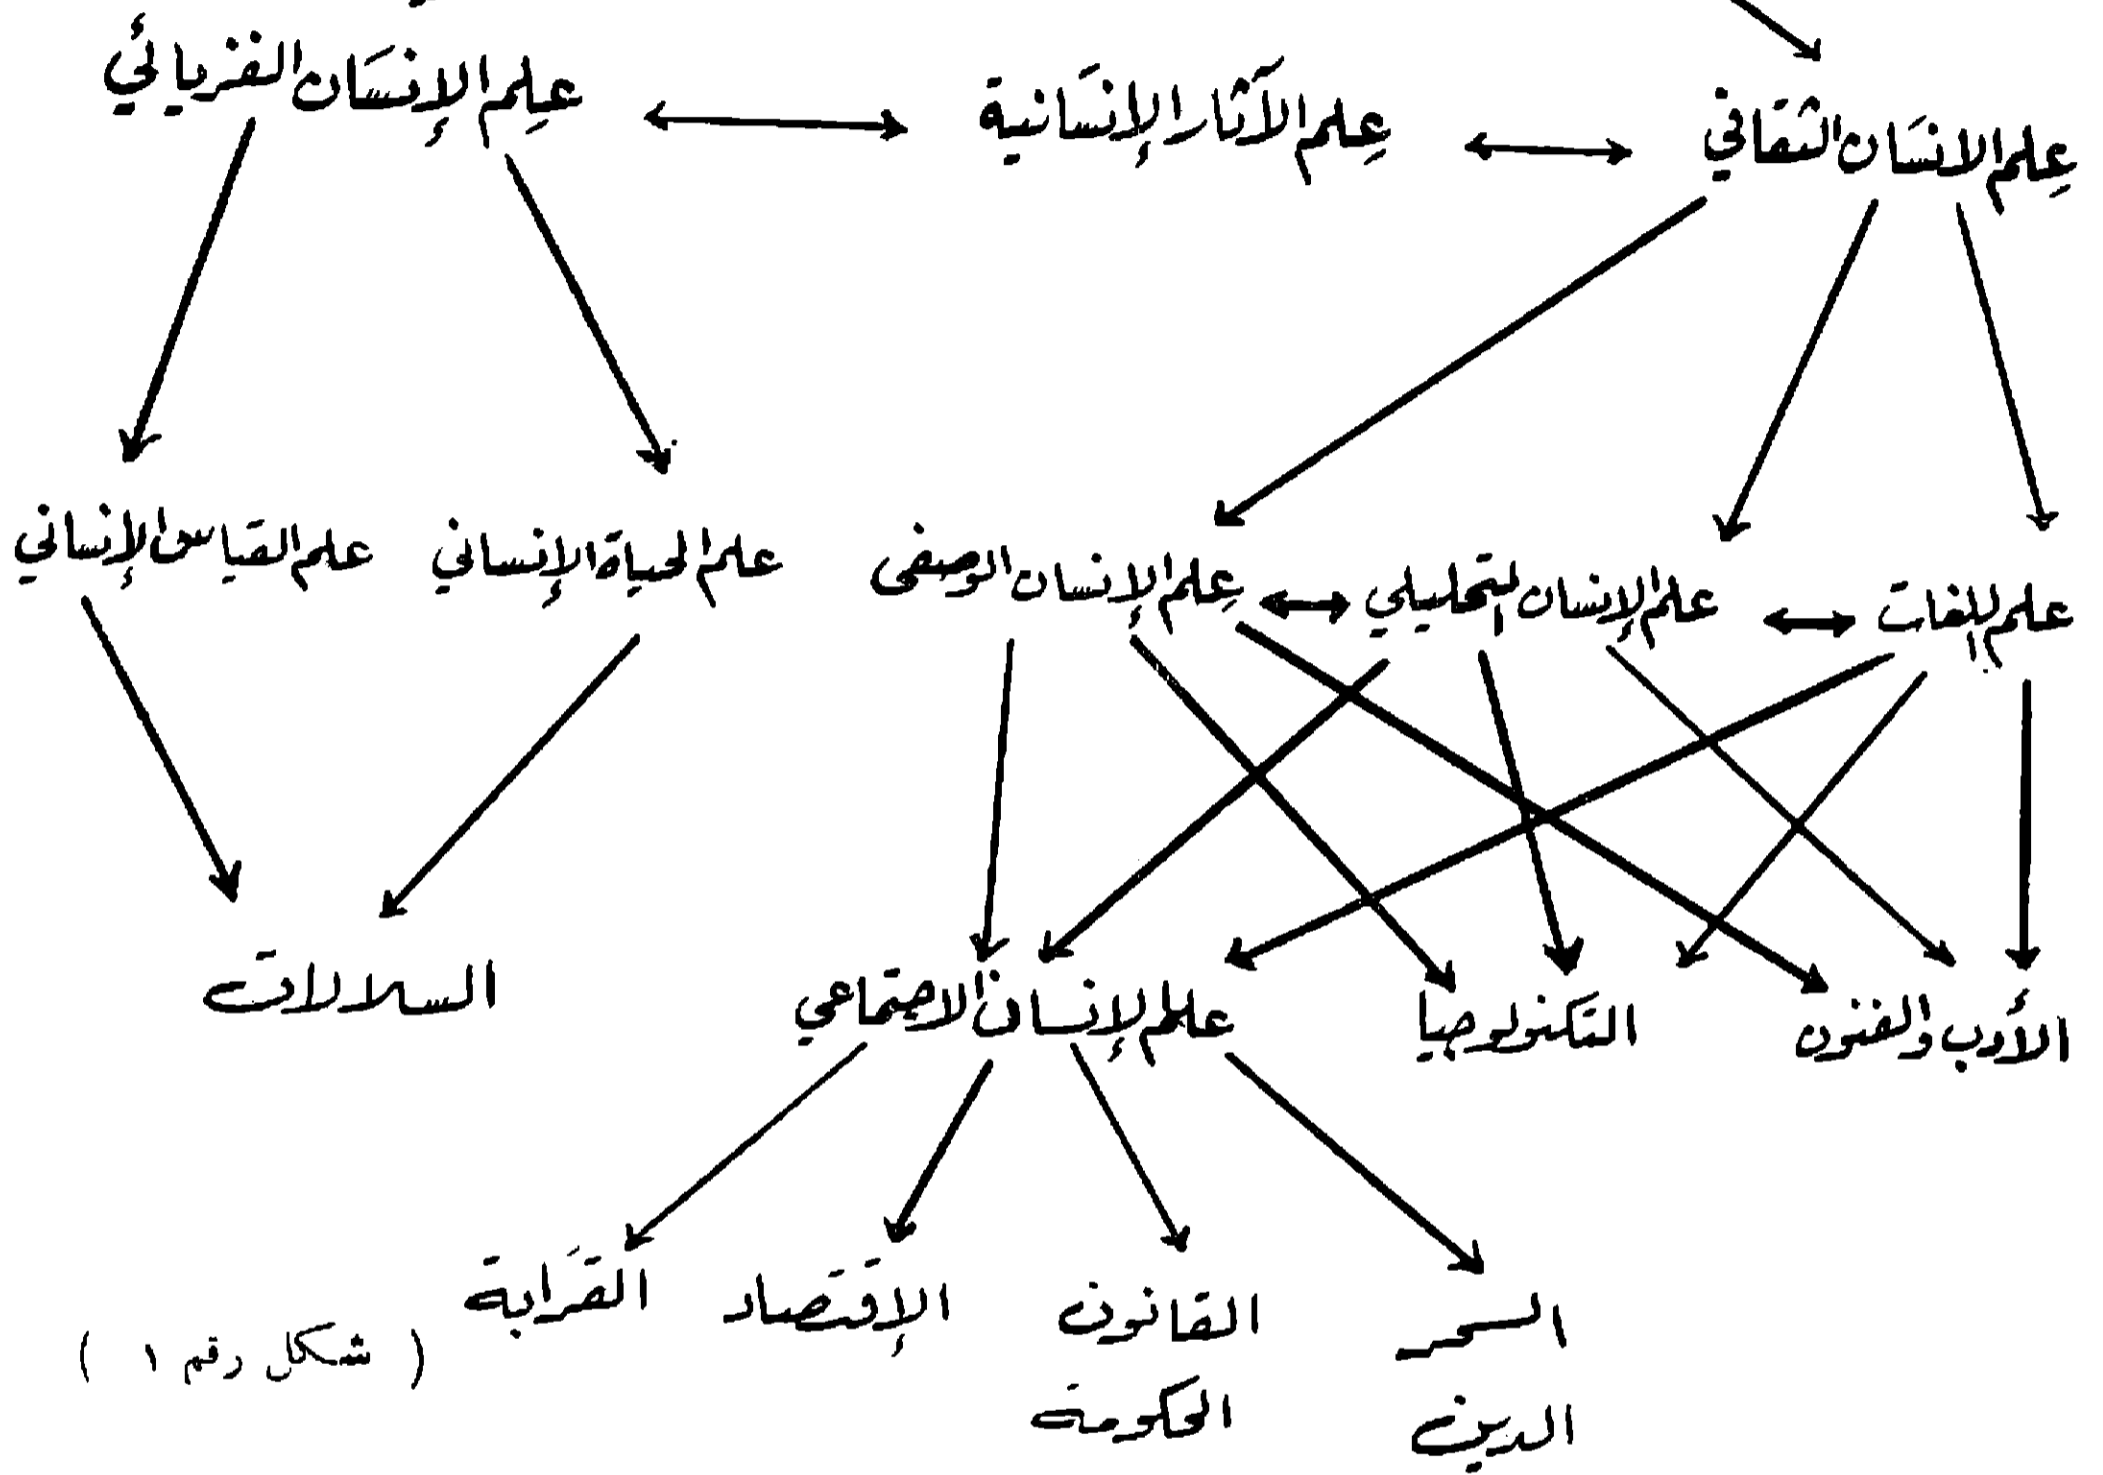 علم الانسان الثقافي
علم الآثار الإنسانية
علم الإنسان الفزيائي
علم اللغات
علم الإنسان التحليلي
علم الإنسان الوصفى
علم الحياة الإنساني
علم القياس الإنساني
الأدب والفنون
التكنولوجيا
علم الإنسان الاجتماعي
السلالات
السحر
القانون
الإقتصاد
القرابة
الدين
الحكومة
( شكل رقم ١ )